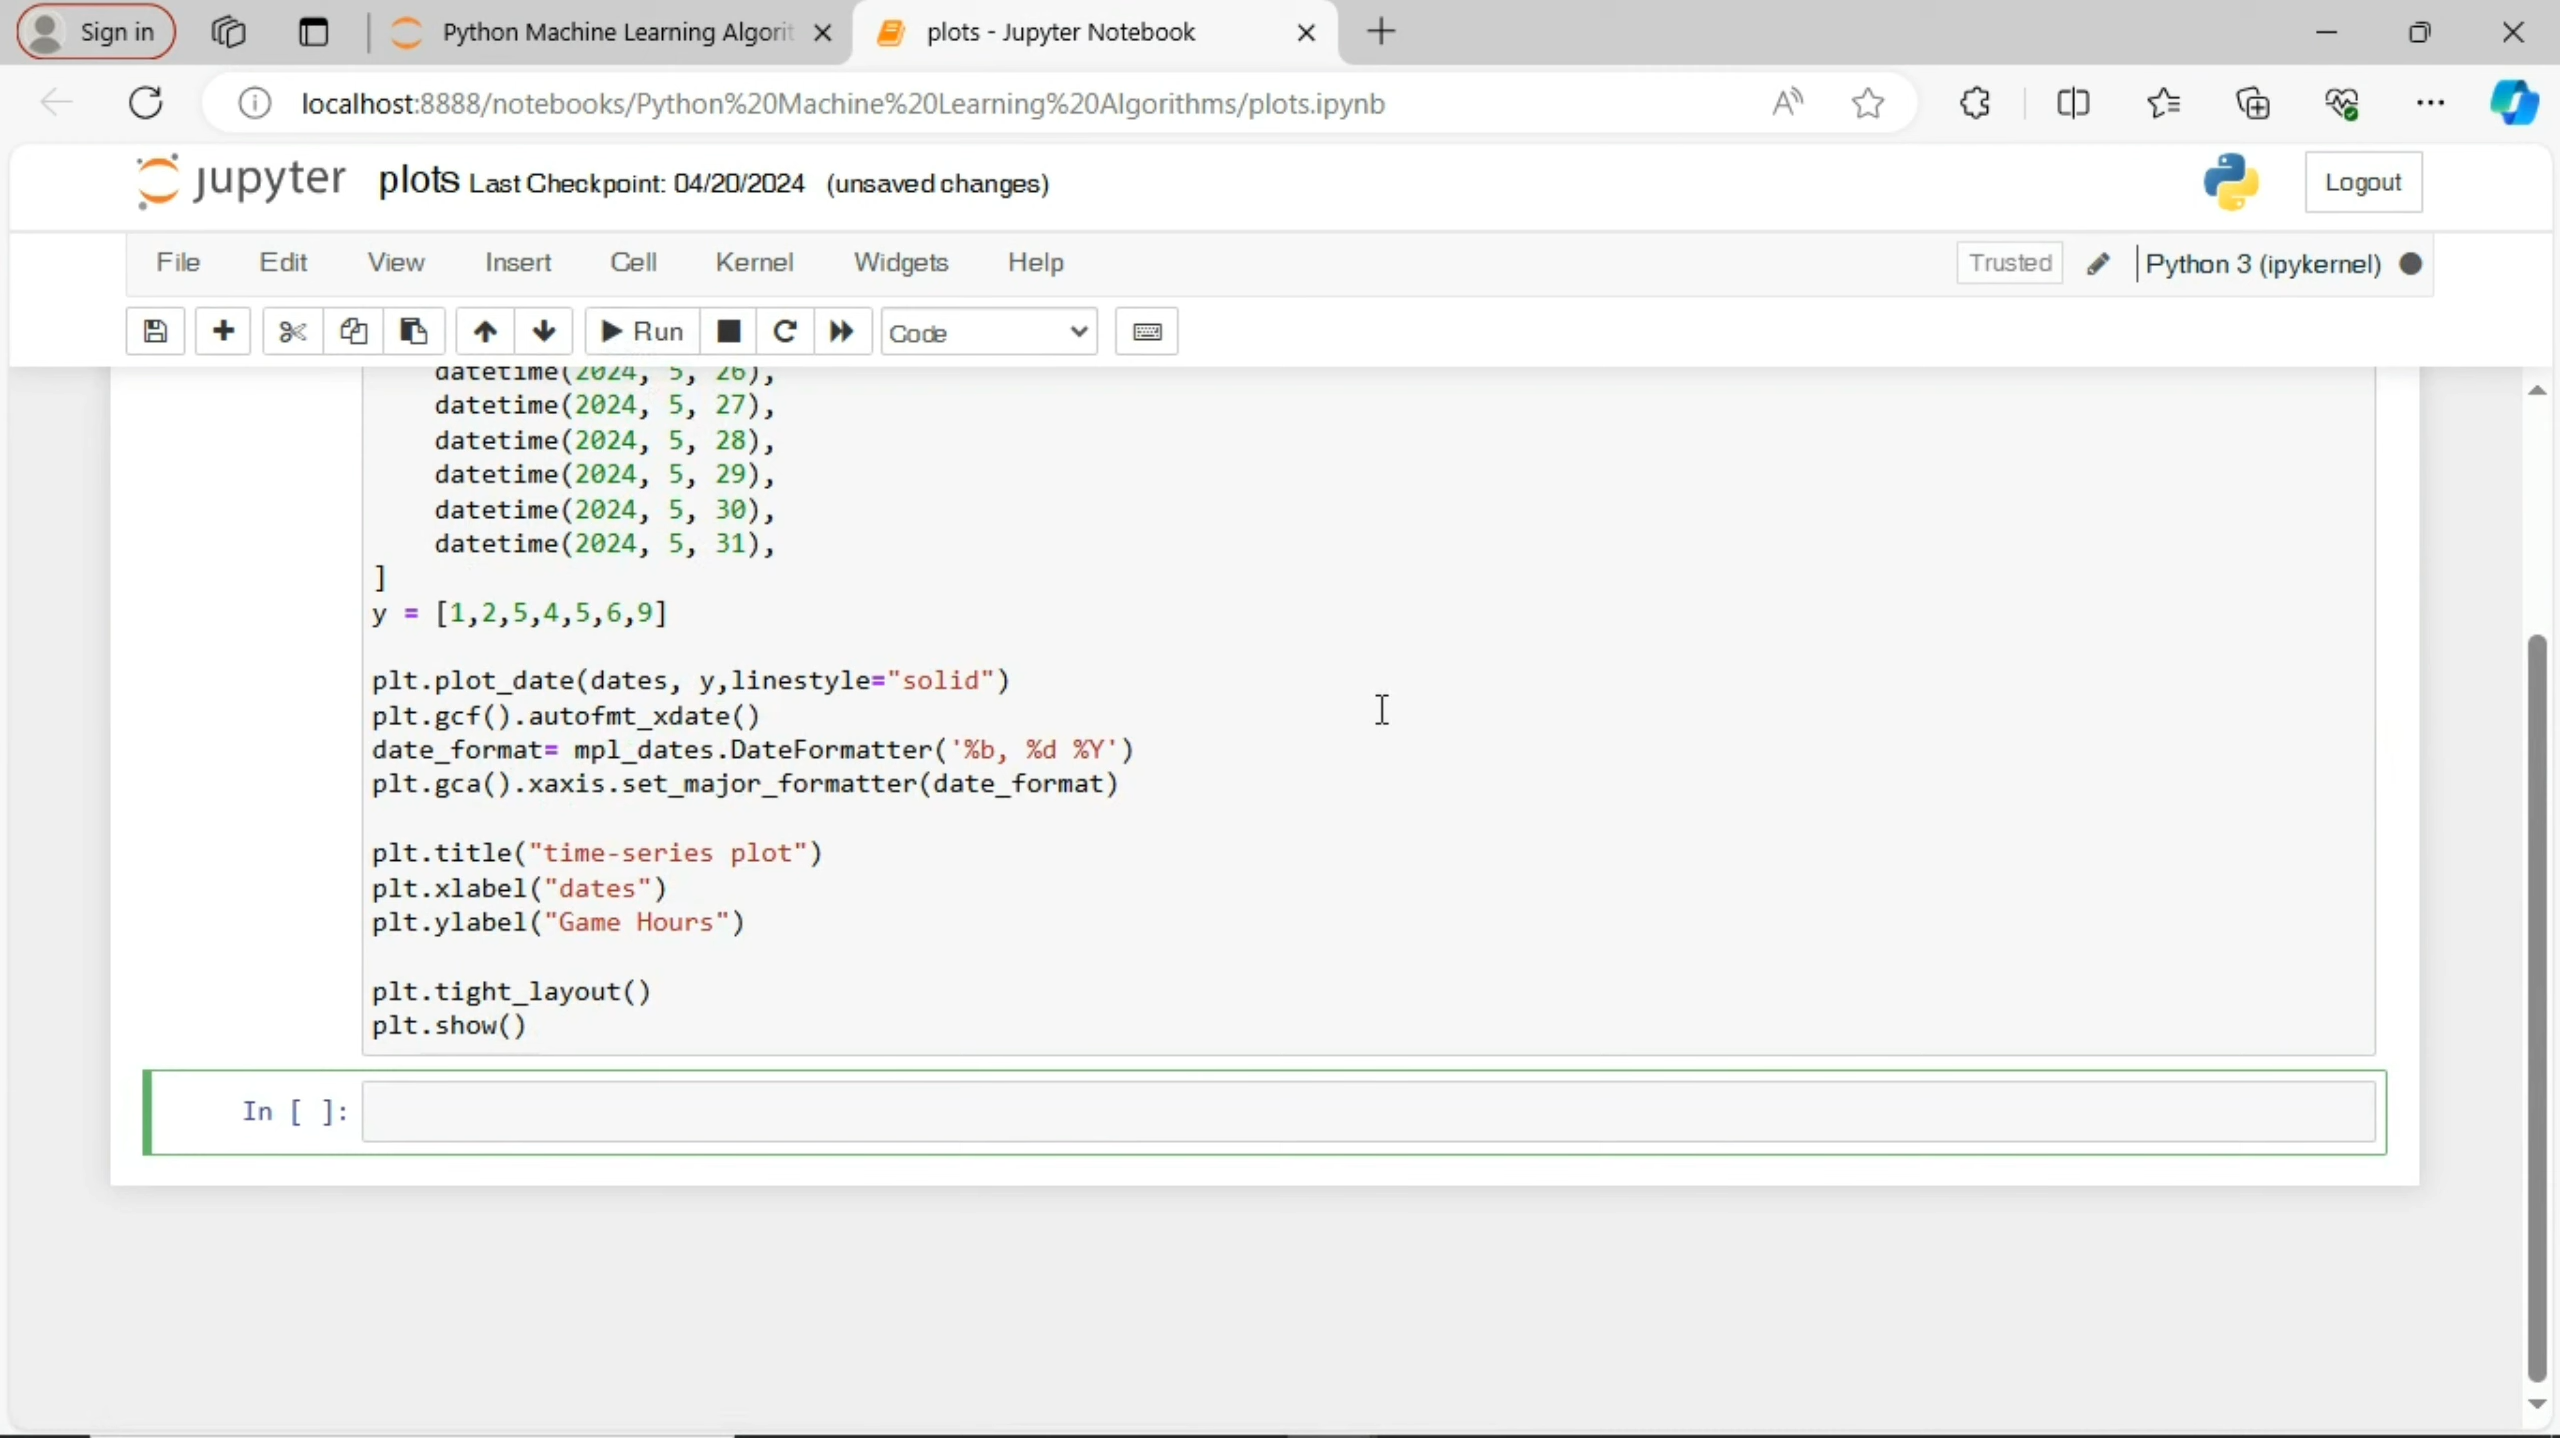 Sign in
Python Machine Learning Algorit
plots - Jupyter Notebook
localhost:8888/notebooks/Python%20Machine%20Learning%20Algorithms/plots.ipynb
jupyter plots Last Checkpoint: 04/20/2024 (unsaved changes)
Logout
File Edit View Insert Cell Kernel Widgets Help
Trusted Python 3 (ipykernel)
Run Code
datetime(2024, 5, 26),
datetime(2024, 5, 27),
datetime(2024, 5, 28),
datetime(2024, 5, 29),
datetime(2024, 5, 30),
datetime(2024, 5, 31),
]
y = [1,2,5,4,5,6,9]
plt.plot_date(dates, y,linestyle="solid")
plt.gcf().autofmt_xdate()
date_format= mpl_dates.DateFormatter('%b, %d %Y')
plt.gca().xaxis.set_major_formatter(date_format)
plt.title("time-series plot")
plt.xlabel("dates")
plt.ylabel("Game Hours")
plt.tight_layout()
plt.show()
In [ ]: